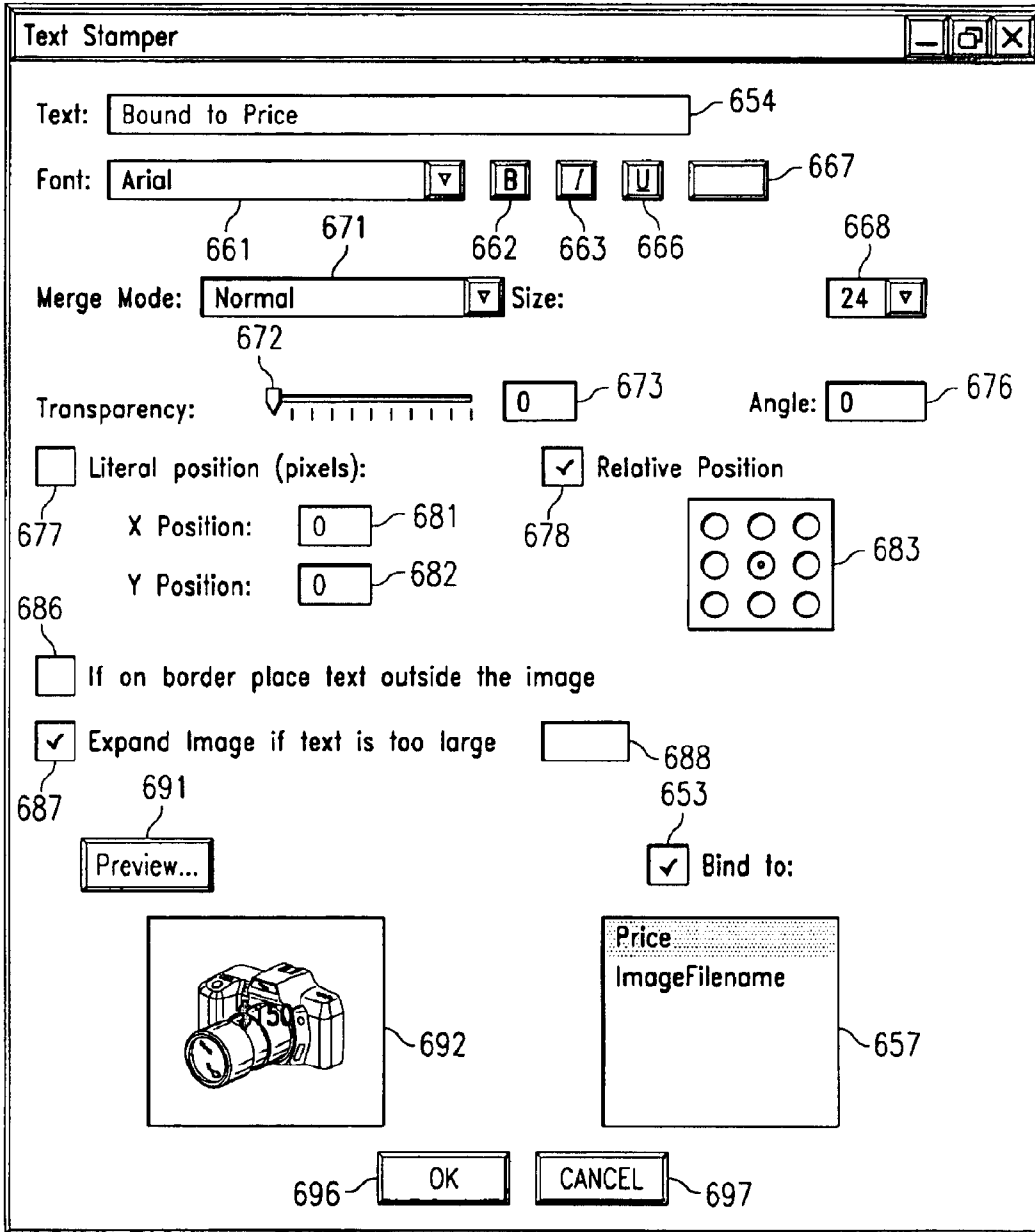 Text Stamper
Text: Bound to Price 654
Font: Arial B I U 667
661 671 662 663 666 668
Merge Mode: Normal Size: 24
672
Transparency: 0 673 Angle: 0 676
Literal position (pixels): Relative Position
677 X Position: 0 681 678 683
Y Position: 0 682
686
If on border place text outside the image
Expand Image if text is too large 688
687 691 653
Preview... Bind to:
Price
ImageFilename
50
692 657
696 OK CANCEL 697